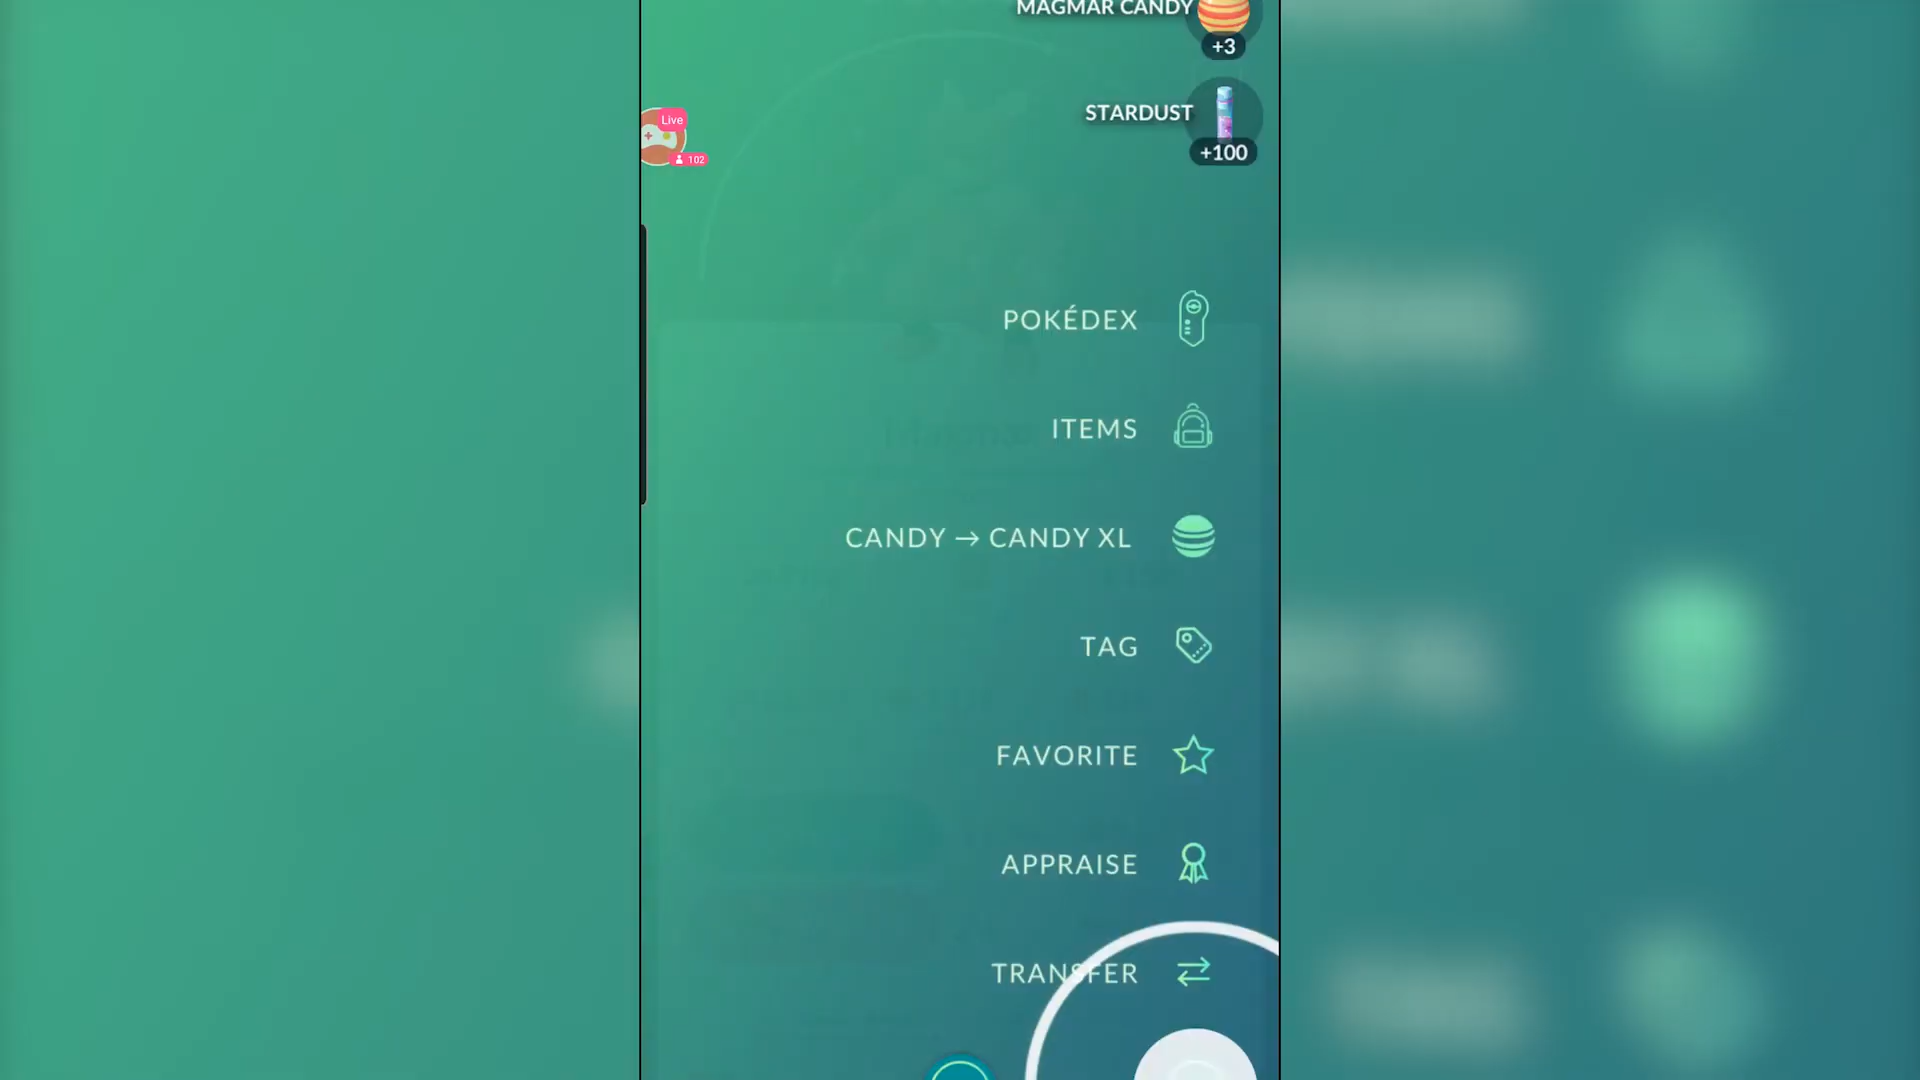 MAGMAR CANDY
+3
STARDUST
+100
Live
102
POKÉDEX
ITEMS
CANDY → CANDY XL
TAG
FAVORITE
APPRAISE
TRANSFER